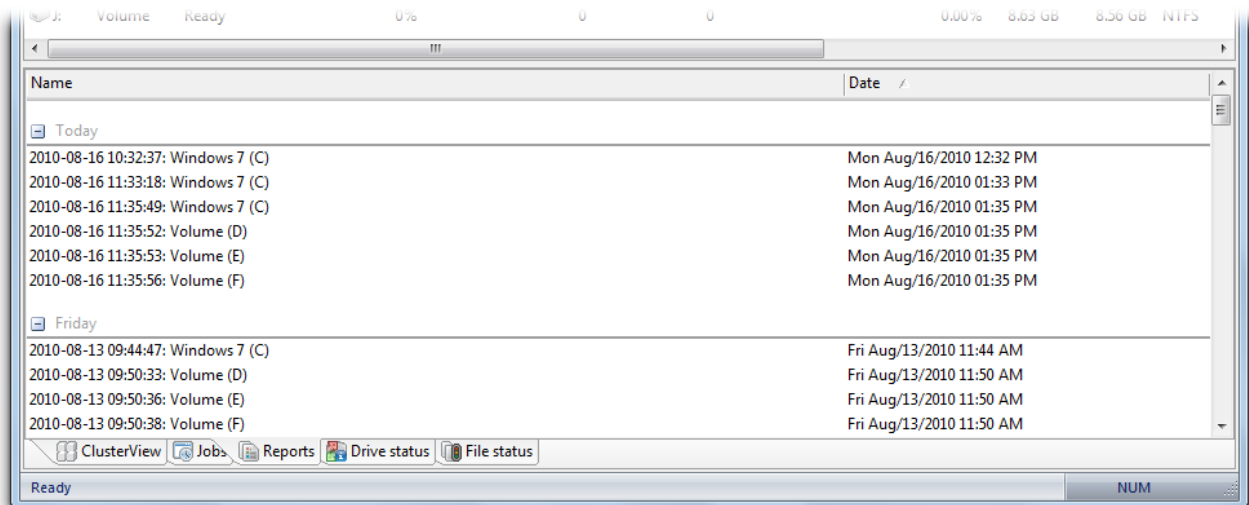 J: Volume Ready 0% 0 0 0.00% 8.63 GB 8.56 GB NTFS
Name Date
Today
2010-08-16 10:32:37: Windows 7 (C) Mon Aug/16/2010 12:32 PM
2010-08-16 11:33:18: Windows 7 (C) Mon Aug/16/2010 01:33 PM
2010-08-16 11:35:49: Windows 7 (C) Mon Aug/16/2010 01:35 PM
2010-08-16 11:35:52: Volume (D) Mon Aug/16/2010 01:35 PM
2010-08-16 11:35:53: Volume (E) Mon Aug/16/2010 01:35 PM
2010-08-16 11:35:56: Volume (F) Mon Aug/16/2010 01:35 PM
Friday
2010-08-13 09:44:47: Windows 7 (C) Fri Aug/13/2010 11:44 AM
2010-08-13 09:50:33: Volume (D) Fri Aug/13/2010 11:50 AM
2010-08-13 09:50:36: Volume (E) Fri Aug/13/2010 11:50 AM
2010-08-13 09:50:38: Volume (F) Fri Aug/13/2010 11:50 AM
ClusterView Jobs Reports Drive status File status
Ready NUM